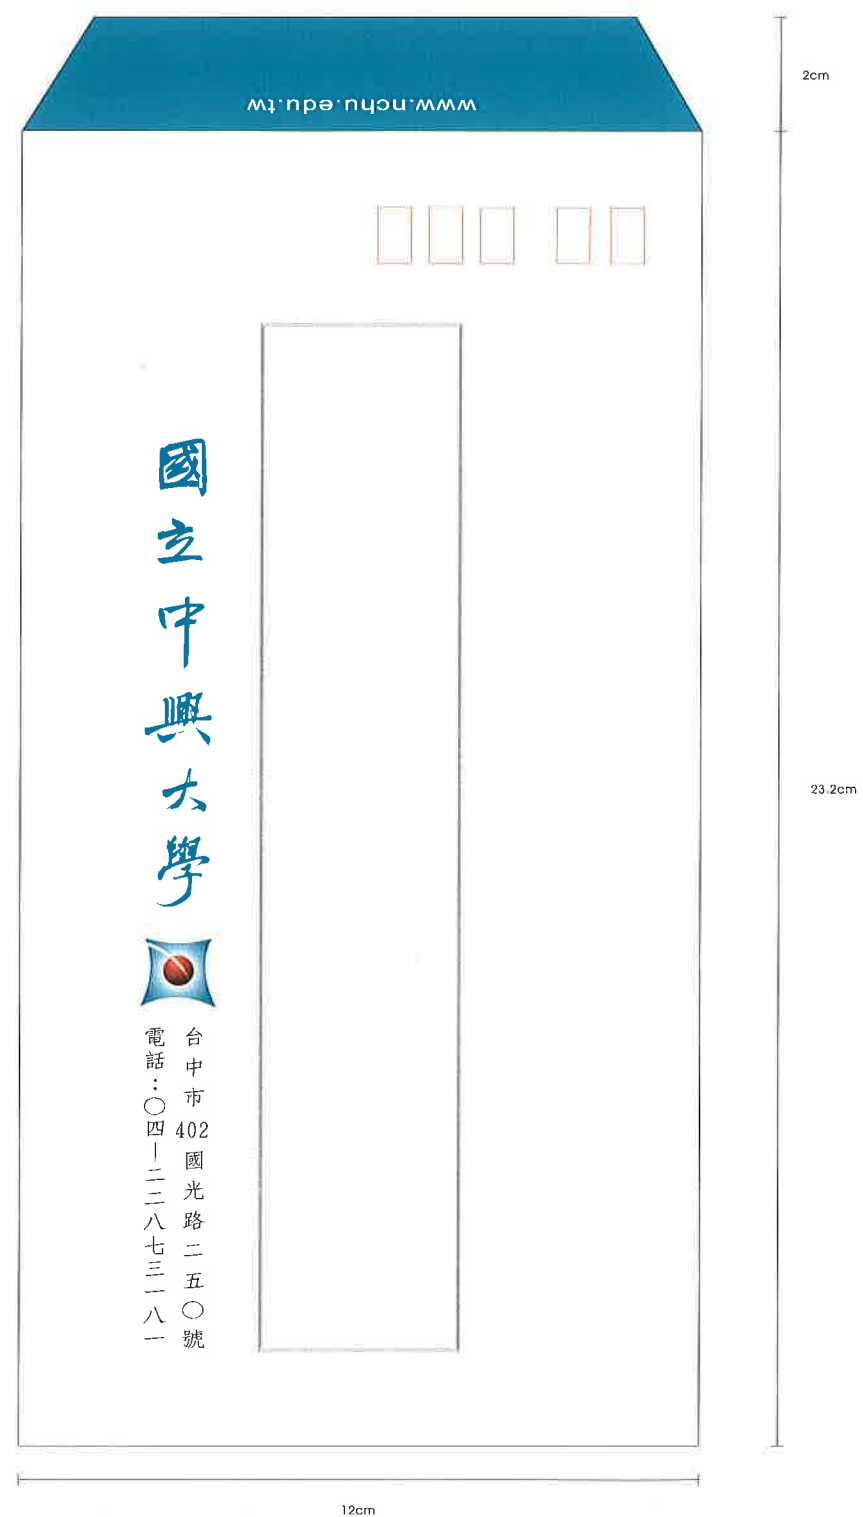 www.nchu.edu.tw
2cm
國立中興大學
台中市402國光路二五〇號
電話：〇四－二二八七三一八一
23.2cm
12cm